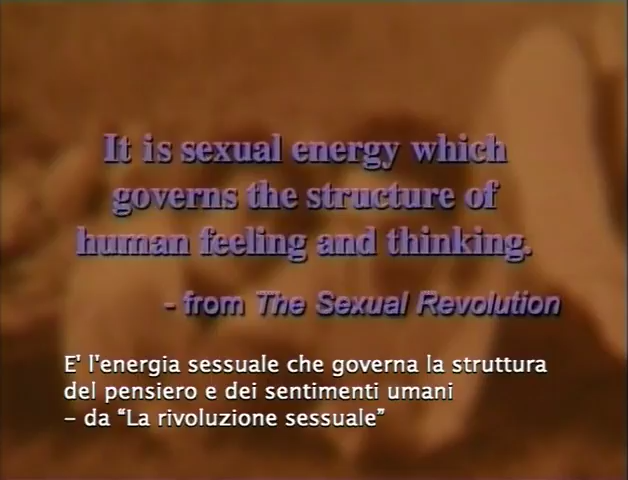 It is sexual energy which
governs the structure of
human feeling and thinking.
- from The Sexual Revolution
E' l'energia sessuale che governa la struttura
del pensiero e dei sentimenti umani
– da “La rivoluzione sessuale”